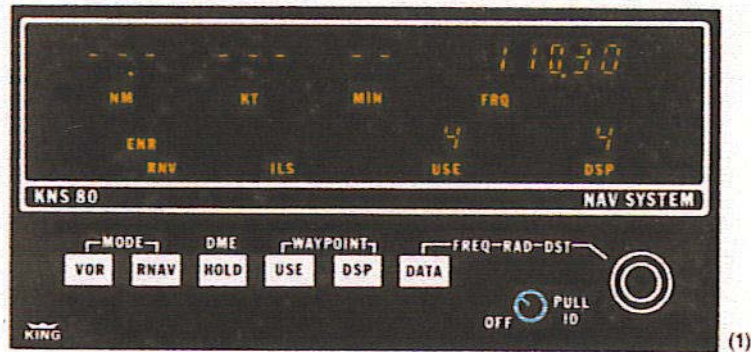 -- -.- --- -- 110.30
NM KT MIN FRQ
ENR 4 4
RNV ILS USE DSP
KNS 80 NAV SYSTEM
MODE DME WAYPOINT FREQ-RAD-DST
VOR RNAV HOLD USE DSP DATA
OFF PULL
ID
KING
(1)